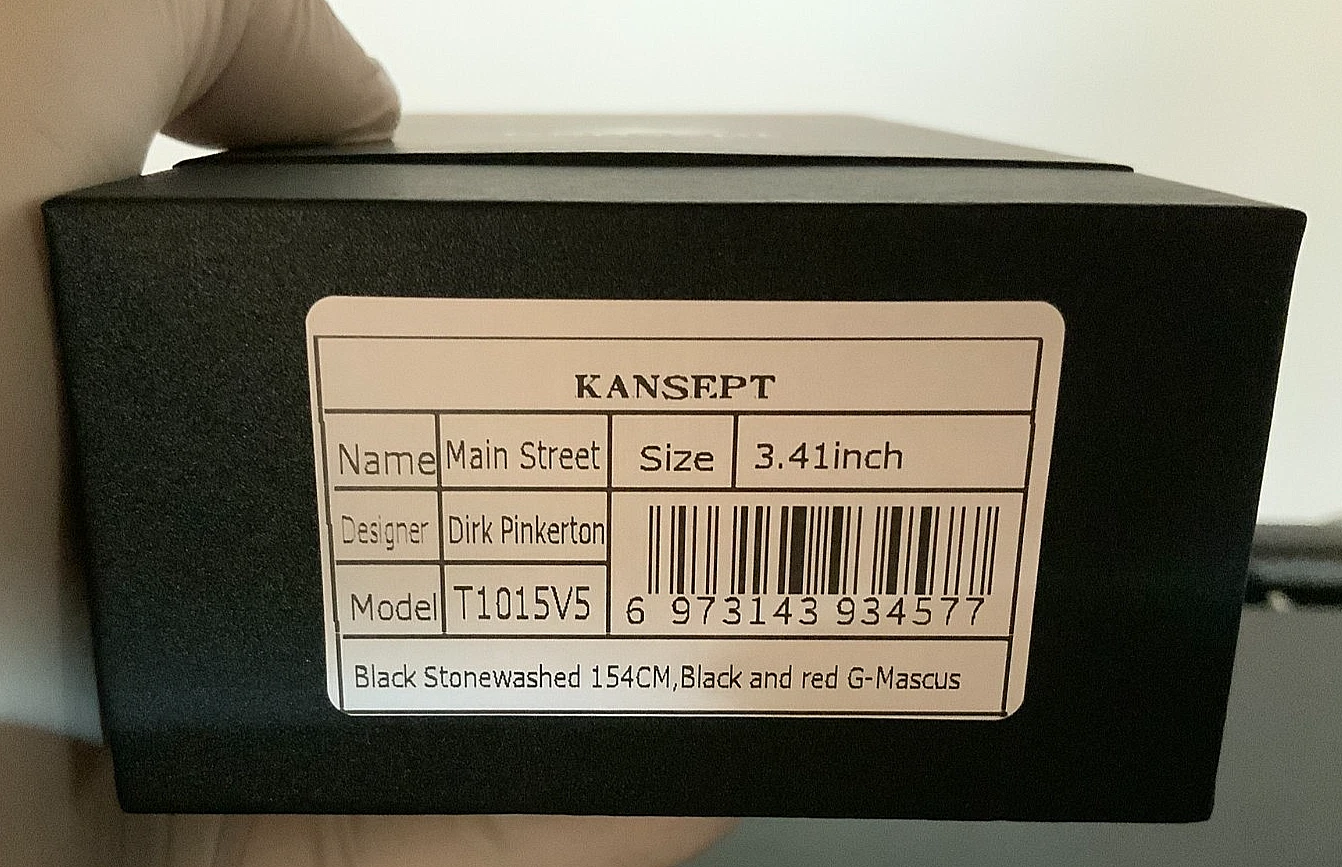 KANSEPT
Name Main Street Size 3.41inch
Designer Dirk Pinkerton
Model T1015V5 6 973143 934577
Black Stonewashed 154CM,Black and red G-Mascus